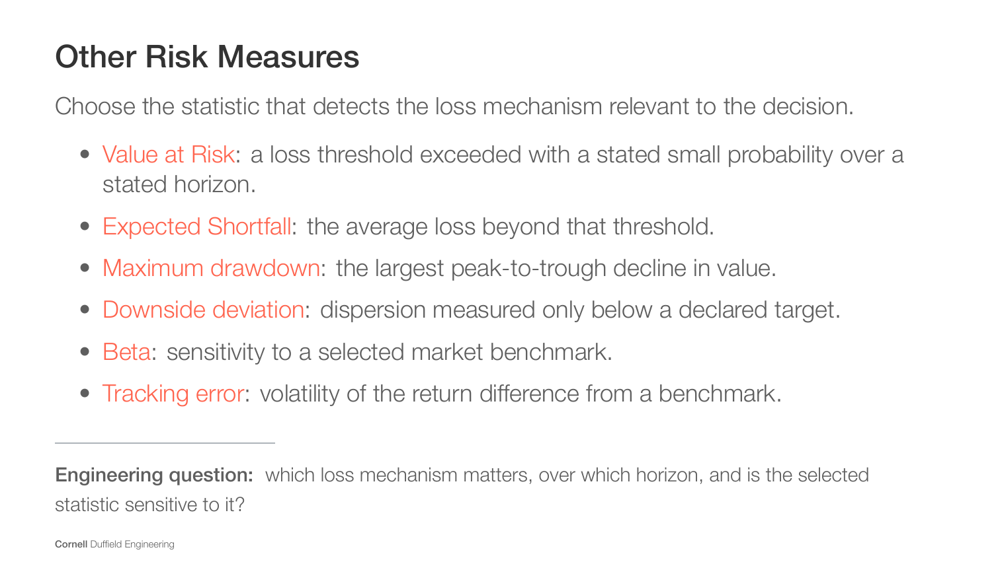 Other Risk Measures
Choose the statistic that detects the loss mechanism relevant to the decision.
• Value at Risk: a loss threshold exceeded with a stated small probability over a
stated horizon.
• Expected Shortfall: the average loss beyond that threshold.
• Maximum drawdown: the largest peak-to-trough decline in value.
• Downside deviation: dispersion measured only below a declared target.
• Beta: sensitivity to a selected market benchmark.
• Tracking error: volatility of the return difference from a benchmark.
Engineering question: which loss mechanism matters, over which horizon, and is the selected
statistic sensitive to it?
Cornell Duffield Engineering